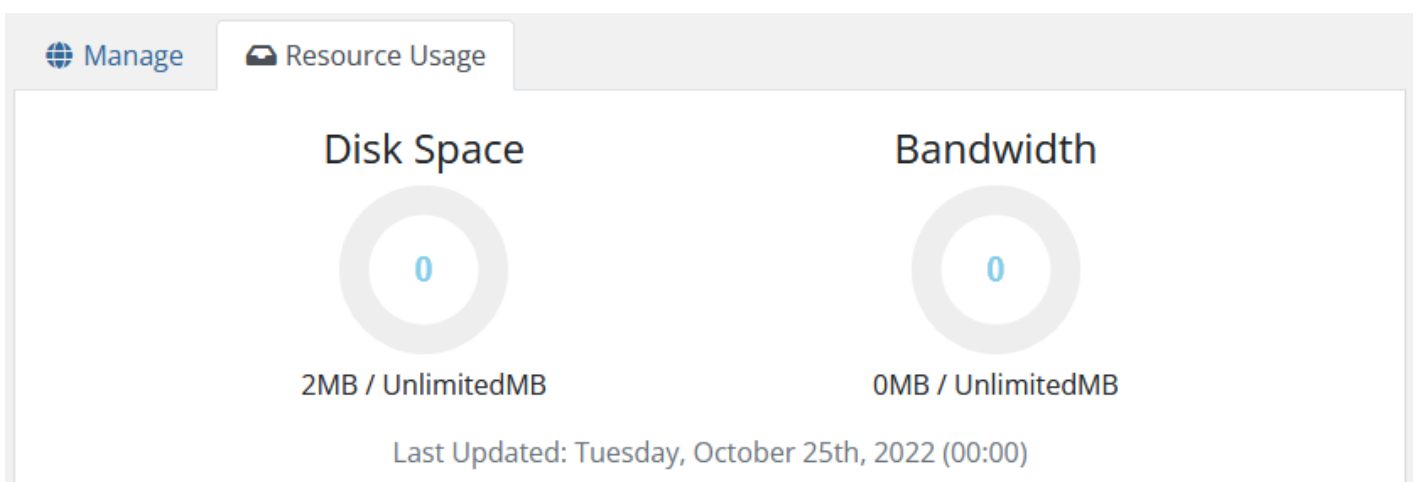 Manage Resource Usage
Disk Space Bandwidth
0 0
2MB / UnlimitedMB 0MB / UnlimitedMB
Last Updated: Tuesday, October 25th, 2022 (00:00)